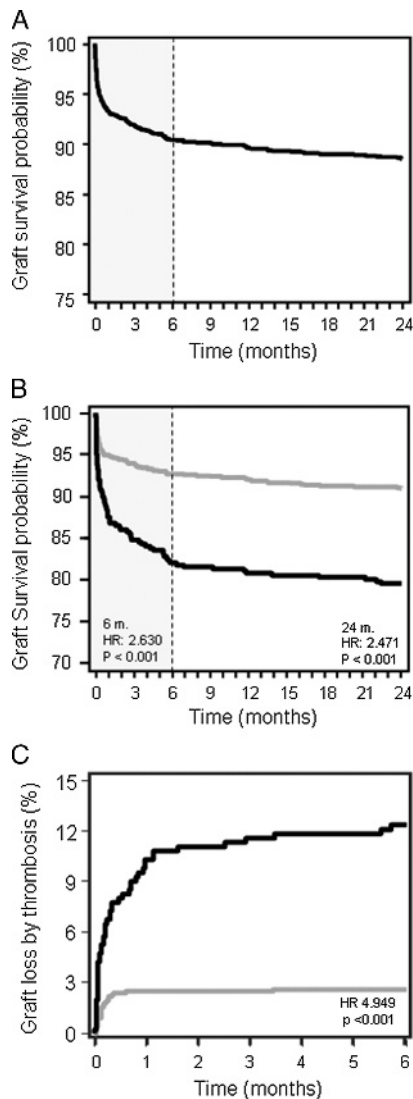 A
Graft survival probability (%)
100
95
90
85
80
75
0 3 6 9 12 15 18 21 24
Time (months)
B
Graft Survival probability (%)
100
95
90
85
80
75
70
6 m.
HR: 2.630
P < 0.001
24 m.
HR: 2.471
P < 0.001
0 3 6 9 12 15 18 21 24
Time (months)
C
Graft loss by thrombosis (%)
15
12
9
6
3
0
HR 4.949
p <0.001
0 1 2 3 4 5 6
Time (months)